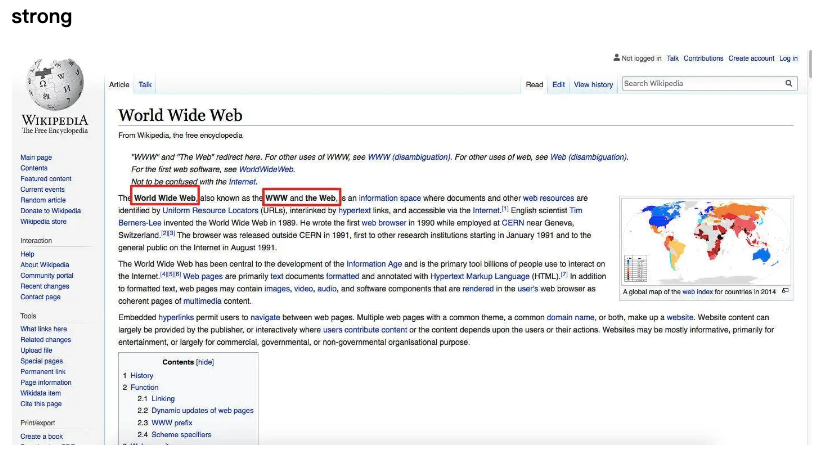 strong
Not logged in Talk Contributions Create account Log in
Article Talk
Read Edit View history Search Wikipedia
WIKIPEDIA
The Free Encyclopedia
Main page
Contents
Featured content
Current events
Random article
Donate to Wikipedia
Wikipedia store
Interaction
Help
About Wikipedia
Community portal
Recent changes
Contact page
Tools
What links here
Related changes
Upload file
Special pages
Permanent link
Page information
Wikidata item
Cite this page
Print/export
Create a book
World Wide Web
From Wikipedia, the free encyclopedia
"WWW" and "The Web" redirect here. For other uses of WWW, see WWW (disambiguation). For other uses of web, see Web (disambiguation).
For the first web software, see WorldWideWeb.
Not to be confused with the Internet.
The World Wide Web, also known as the WWW and the Web, is an information space where documents and other web resources are
identified by Uniform Resource Locators (URLs), interlinked by hypertext links, and accessible via the Internet.[1] English scientist Tim
Berners-Lee invented the World Wide Web in 1989. He wrote the first web browser in 1990 while employed at CERN near Geneva,
Switzerland.[2][3] The browser was released outside CERN in 1991, first to other research institutions starting in January 1991 and to the
general public on the Internet in August 1991.
The World Wide Web has been central to the development of the Information Age and is the primary tool billions of people use to interact on
the Internet.[4][5][6] Web pages are primarily text documents formatted and annotated with Hypertext Markup Language (HTML).[7] In addition
to formatted text, web pages may contain images, video, audio, and software components that are rendered in the user's web browser as
coherent pages of multimedia content.
A global map of the web index for countries in 2014
Embedded hyperlinks permit users to navigate between web pages. Multiple web pages with a common theme, a common domain name, or both, make up a website. Website content can
largely be provided by the publisher, or interactively where users contribute content or the content depends upon the users or their actions. Websites may be mostly informative, primarily for
entertainment, or largely for commercial, governmental, or non-governmental organisational purpose.
Contents [hide]
1 History
2 Function
2.1 Linking
2.2 Dynamic updates of web pages
2.3 WWW prefix
2.4 Scheme specifiers